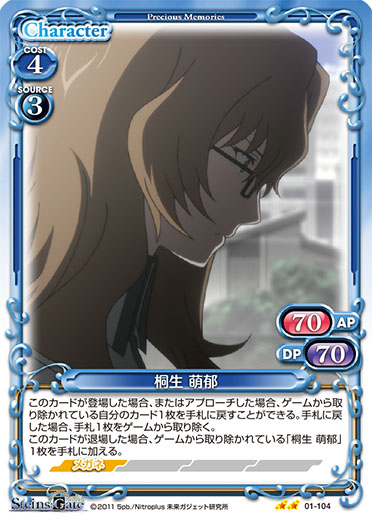 Precious Memories
Character
COST
4
SOURCE
3
70 AP
DP 70
桐生 萌郁
このカードが登場した場合、またはアプローチした場合、ゲームから取
り除かれている自分のカード1枚を手札に戻すことができる。手札に戻
した場合、手札1枚をゲームから取り除く。
このカードが退場した場合、ゲームから取り除かれている「桐生 萌郁」
1枚を手札に加える。
メガネ
Steins;Gate ©2011 5pb./Nitroplus 未来ガジェット研究所 01-104